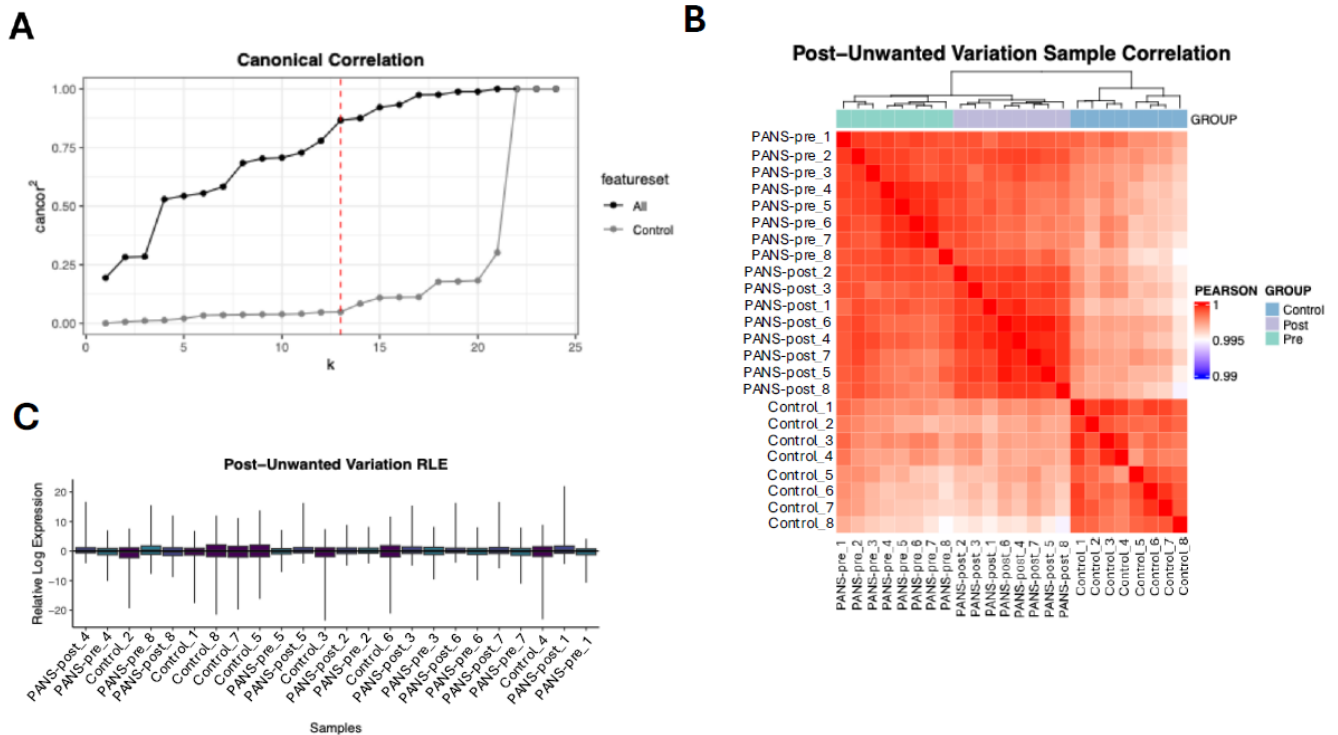 A
Canonical Correlation
1.00
0.75
0.50
0.25
0.00
cancor²
0
5
10
15
20
25
k
featureset
All
Control
B
Post-Unwanted Variation Sample Correlation
GROUP
PANS-pre_1
PANS-pre_2
PANS-pre_3
PANS-pre_4
PANS-pre_5
PANS-pre_6
PANS-pre_7
PANS-pre_8
PANS-post_2
PANS-post_3
PANS-post_1
PANS-post_6
PANS-post_4
PANS-post_7
PANS-post_5
PANS-post_8
Control_1
Control_2
Control_3
Control_4
Control_5
Control_6
Control_7
Control_8
PANS-pre_1
PANS-pre_2
PANS-pre_3
PANS-pre_4
PANS-pre_5
PANS-pre_6
PANS-pre_7
PANS-pre_8
PANS-post_2
PANS-post_3
PANS-post_1
PANS-post_6
PANS-post_4
PANS-post_7
PANS-post_5
PANS-post_8
Control_1
Control_2
Control_3
Control_4
Control_5
Control_6
Control_7
Control_8
PEARSON
1
0.995
0.99
GROUP
Control
Post
Pre
C
Post-Unwanted Variation RLE
Relative Log Expression
20
10
0
-10
-20
PANS-post_4
PANS-pre_4
Control_2
PANS-pre_8
PANS-post_8
Control_1
Control_8
Control_7
Control_5
PANS-pre_5
PANS-post_5
Control_3
PANS-post_2
PANS-pre_2
Control_6
PANS-post_3
PANS-pre_3
PANS-post_6
PANS-pre_6
PANS-post_7
PANS-pre_7
Control_4
PANS-post_1
PANS-pre_1
Samples